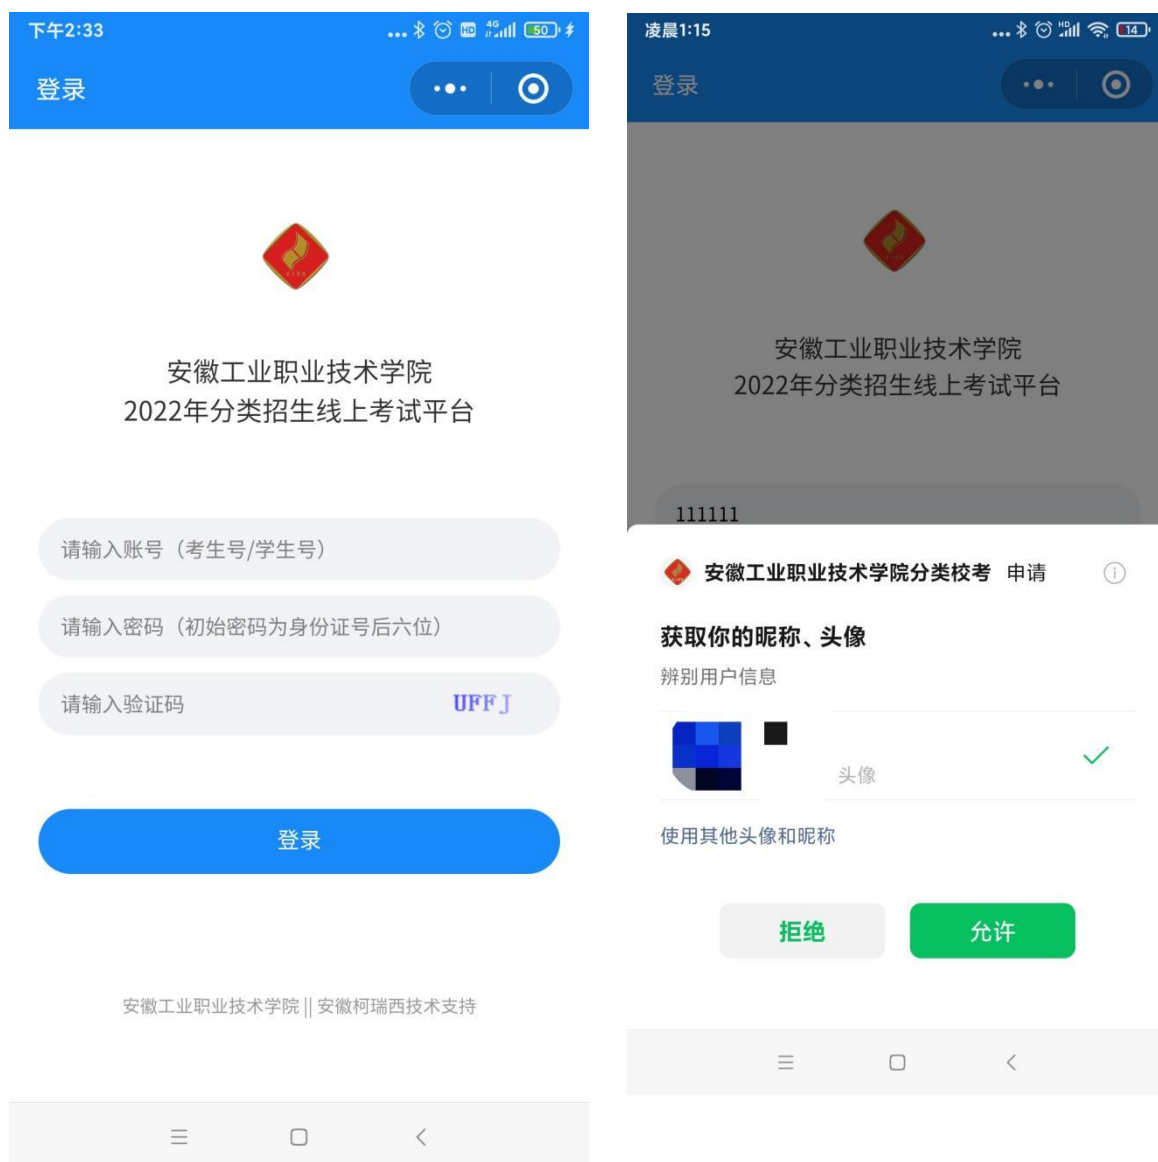 下午2:33
4G
HD
50
登录
安徽工业职业技术学院
2022年分类招生线上考试平台
请输入账号（考生号/学生号）
请输入密码（初始密码为身份证号后六位）
请输入验证码
UFFJ
登录
安徽工业职业技术学院||安徽柯瑞西技术支持
凌晨1:15
HD
14
登录
安徽工业职业技术学院
2022年分类招生线上考试平台
111111
安徽工业职业技术学院分类校考 申请
获取你的昵称、头像
辨别用户信息
头像
使用其他头像和昵称
拒绝
允许